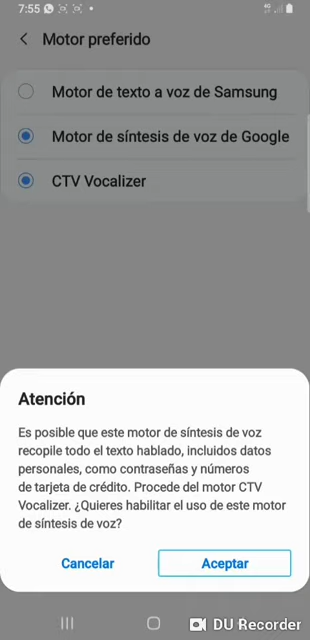 7:55
Motor preferido
Motor de texto a voz de Samsung
Motor de síntesis de voz de Google
CTV Vocalizer
Atención
Es posible que este motor de síntesis de voz
recopile todo el texto hablado, incluidos datos
personales, como contraseñas y números
de tarjeta de crédito. Procede del motor CTV
Vocalizer. ¿Quieres habilitar el uso de este motor
de síntesis de voz?
Cancelar
Aceptar
DU Recorder